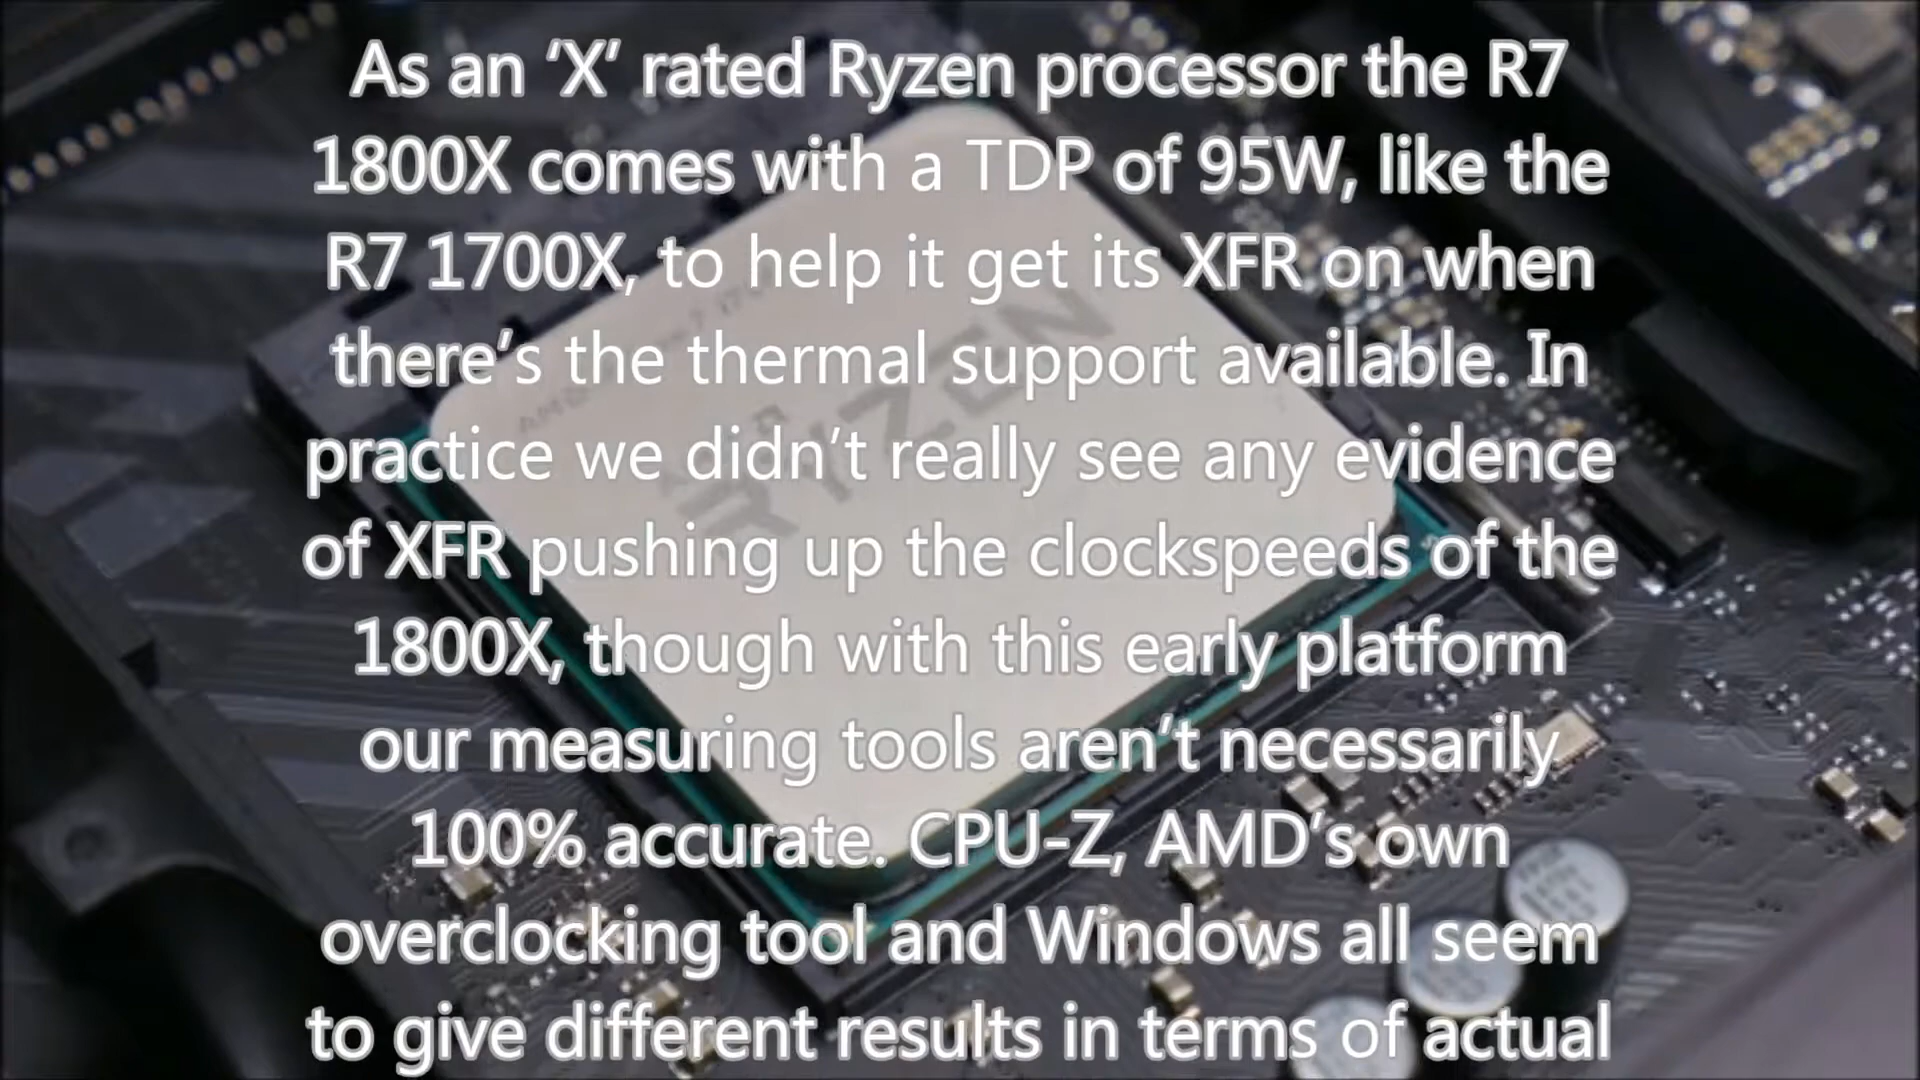 As an ‘X’ rated Ryzen processor the R7
1800X comes with a TDP of 95W, like the
R7 1700X, to help it get its XFR on when
there’s the thermal support available. In
practice we didn’t really see any evidence
of XFR pushing up the clockspeeds of the
1800X, though with this early platform
our measuring tools aren’t necessarily
100% accurate. CPU-Z, AMD’s own
overclocking tool and Windows all seem
to give different results in terms of actual
RYZEN